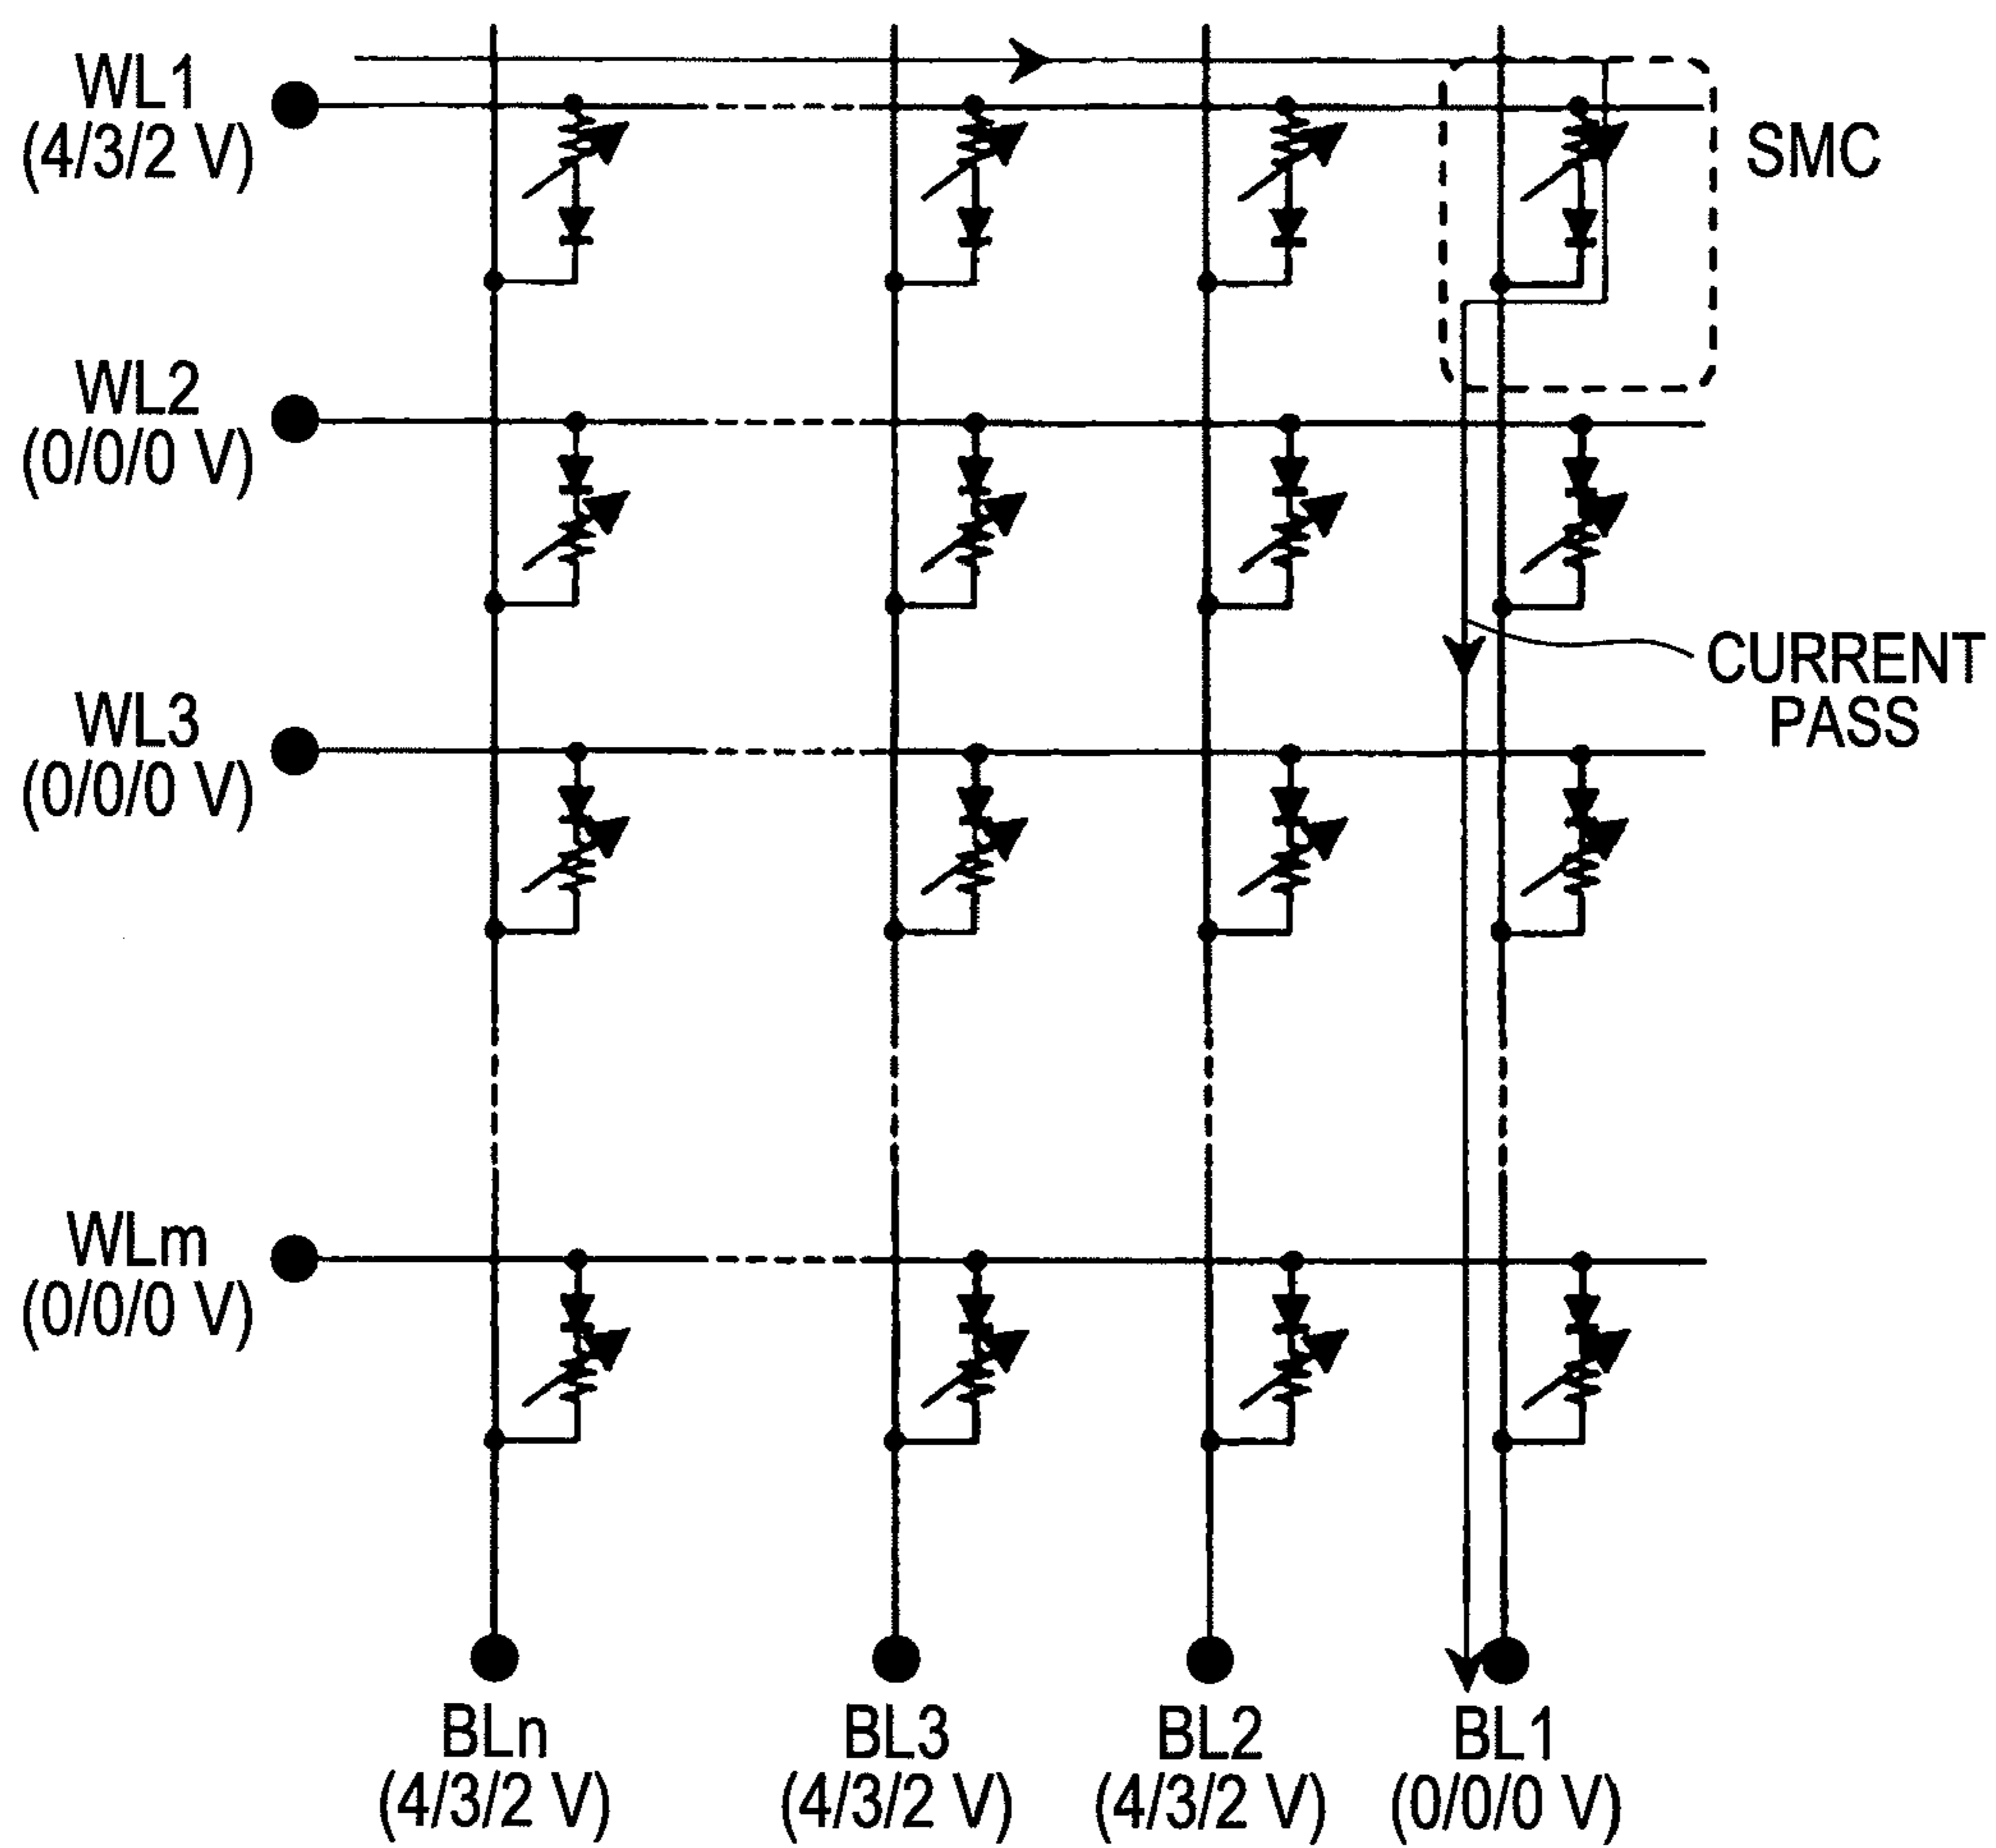 WL1
(4/3/2 V)
SMC
WL2
(0/0/0 V)
CURRENT
PASS
WL3
(0/0/0 V)
WLm
(0/0/0 V)
BLn
(4/3/2 V)
BL3
(4/3/2 V)
BL2
(4/3/2 V)
BL1
(0/0/0 V)